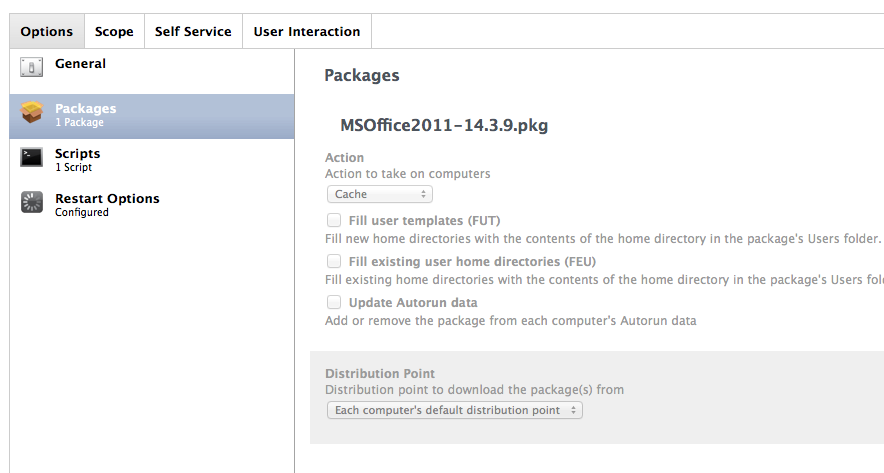 Options
Scope
Self Service
User Interaction
General
Packages
1 Package
Scripts
1 Script
Restart Options
Configured
Packages
MSOffice2011-14.3.9.pkg
Action
Action to take on computers
Cache
Fill user templates (FUT)
Fill new home directories with the contents of the home directory in the package's Users folder.
Fill existing user home directories (FEU)
Fill existing home directories with the contents of the home directory in the package's Users fol
Update Autorun data
Add or remove the package from each computer's Autorun data
Distribution Point
Distribution point to download the package(s) from
Each computer's default distribution point